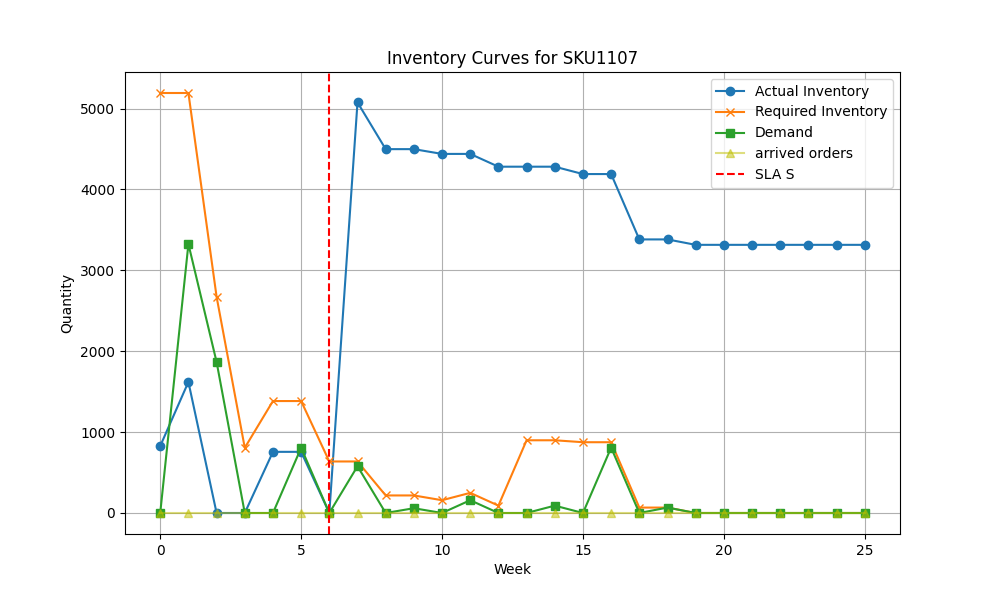 Inventory Curves for SKU1107
Actual Inventory
Required Inventory
Demand
arrived orders
SLA S
Quantity
5000
4000
3000
2000
1000
0
0 5 10 15 20 25
Week